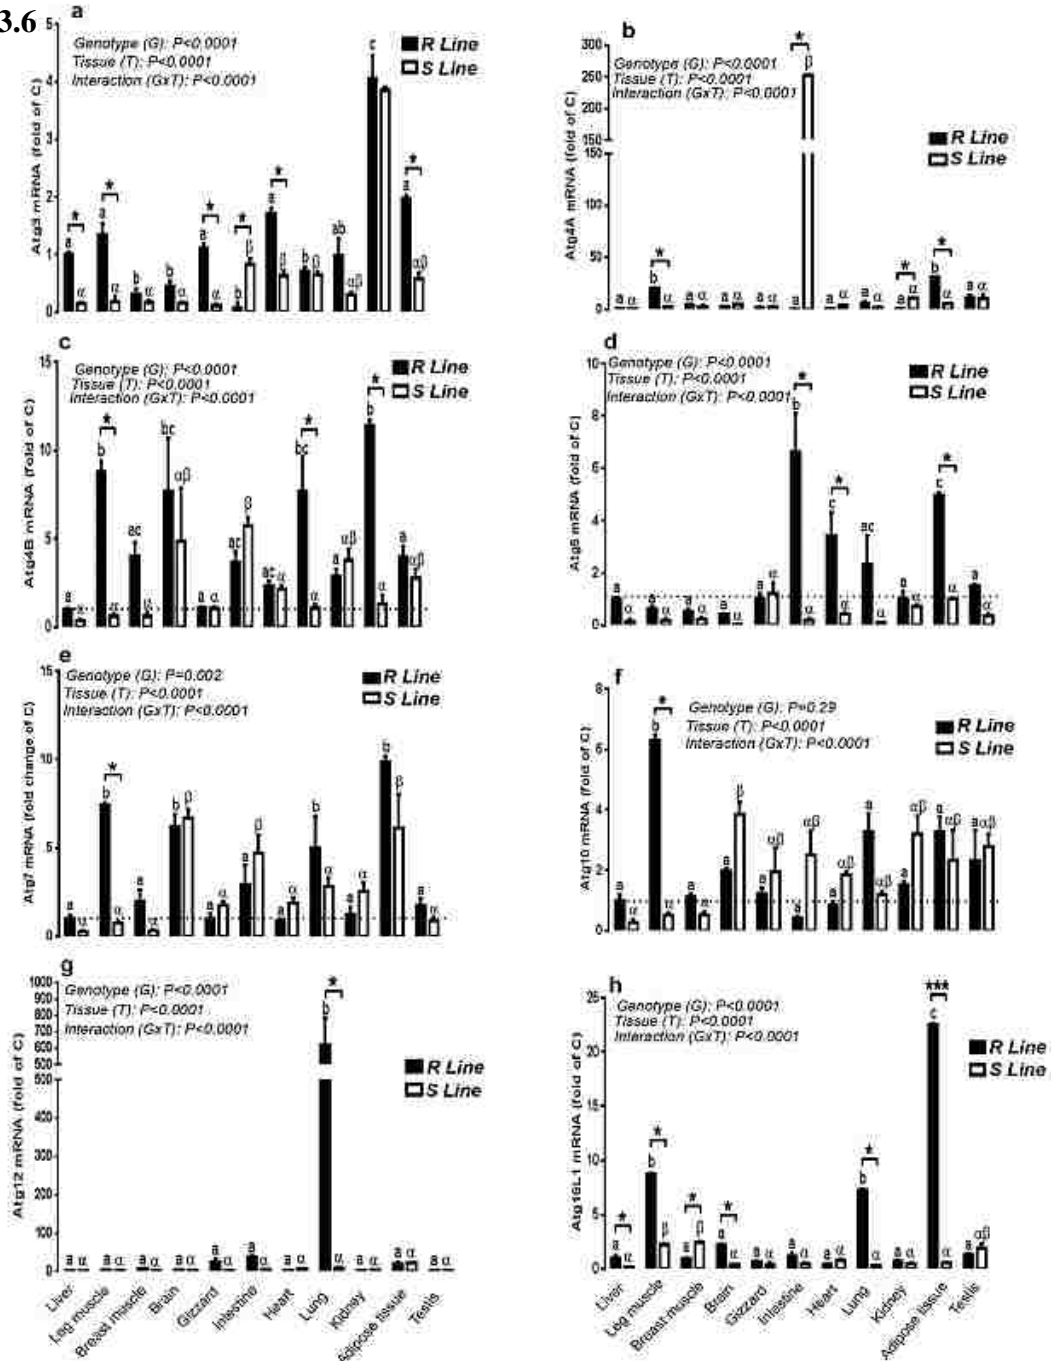 3.6
a
Genotype (G): P<0.0001
Tissue (T): P<0.0001
Interaction (GxT): P<0.0001
R Line
S Line
Atg3 mRNA (fold of C)
b
Genotype (G): P<0.0001
Tissue (T): P<0.0001
Interaction (GxT): P<0.0001
R Line
S Line
Atg4A mRNA (fold of C)
c
Genotype (G): P<0.0001
Tissue (T): P<0.0001
Interaction (GxT): P<0.0001
R Line
S Line
Atg4B mRNA (fold of C)
d
Genotype (G): P<0.0001
Tissue (T): P<0.0001
Interaction (GxT): P<0.0001
R Line
S Line
Atg5 mRNA (fold of C)
e
Genotype (G): P=0.002
Tissue (T): P<0.0001
Interaction (GxT): P<0.0001
R Line
S Line
Atg7 mRNA (fold change of C)
f
Genotype (G): P=0.29
Tissue (T): P<0.0001
Interaction (GxT): P<0.0001
R Line
S Line
Atg10 mRNA (fold of C)
g
Genotype (G): P<0.0001
Tissue (T): P<0.0001
Interaction (GxT): P<0.0001
R Line
S Line
Atg12 mRNA (fold of C)
Liver
Leg muscle
Breast muscle
Brain
Gizzard
Intestine
Heart
Lung
Kidney
Adipose tissue
Testis
h
Genotype (G): P<0.0001
Tissue (T): P<0.0001
Interaction (GxT): P<0.0001
R Line
S Line
Atg16L1 mRNA (fold of C)
Liver
Leg muscle
Breast muscle
Brain
Gizzard
Intestine
Heart
Lung
Kidney
Adipose tissue
Testis